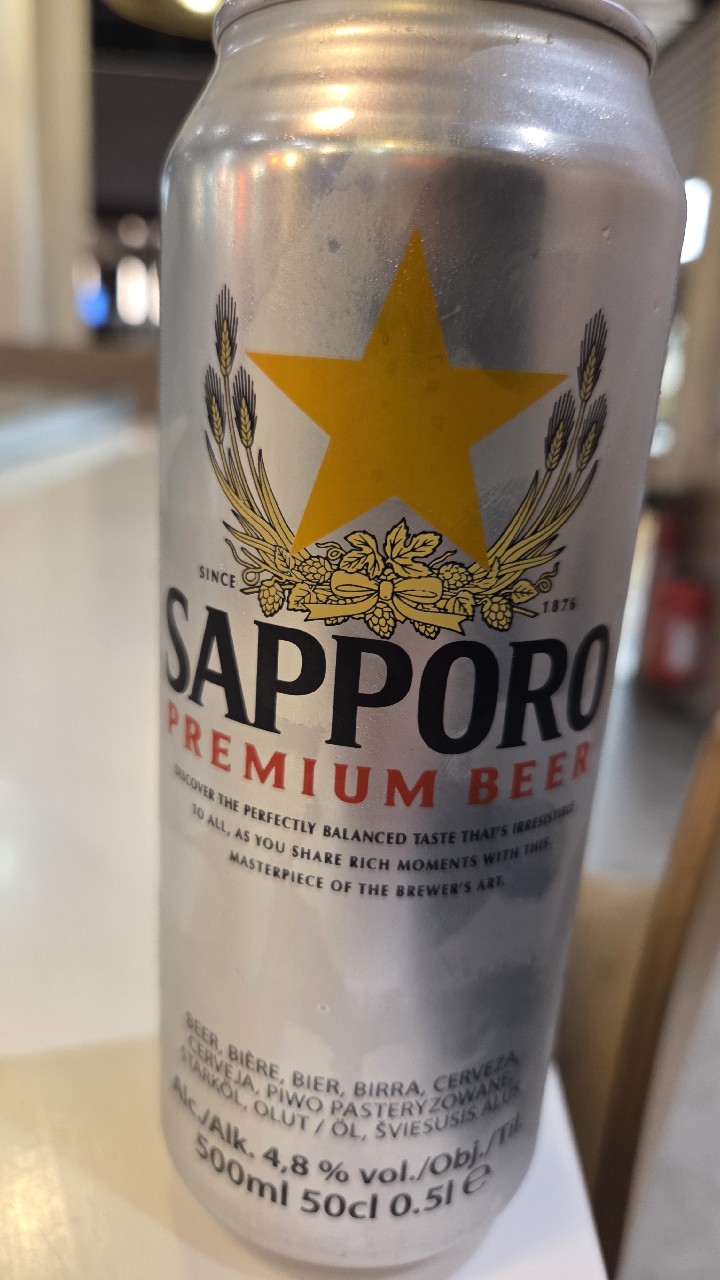 SINCE 1876
SAPPORO
PREMIUM BEER
DISCOVER THE PERFECTLY BALANCED TASTE THAT'S IRRESISTIBLE
TO ALL, AS YOU SHARE RICH MOMENTS WITH THIS
MASTERPIECE OF THE BREWER'S ART.
BEER, BIÈRE, BIER, BIRRA, CERVEZA,
CERVEJA, PIWO PASTERYZOWANE,
STARKÖL, OLUT / ÖL, ŠVIESUSIS ALUS
Alc./Alk. 4,8 % vol./Obj./Til.
500ml 50cl 0.5l ℮